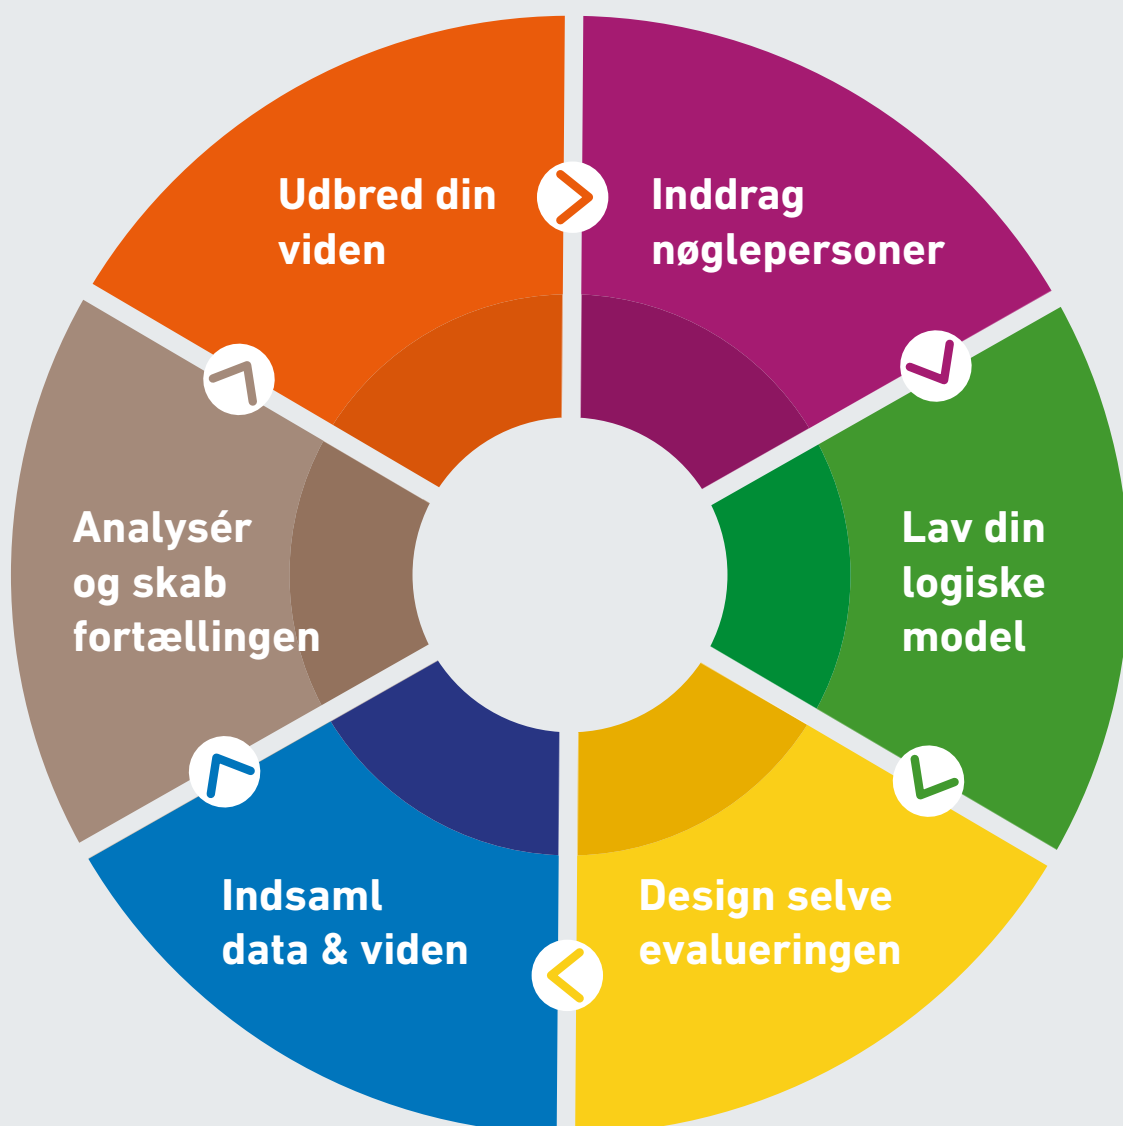 Udbred din
viden
Inddrag
nøglepersoner
Lav din
logiske
model
Design selve
evalueringen
Indsaml
data & viden
Analysér
og skab
fortællingen